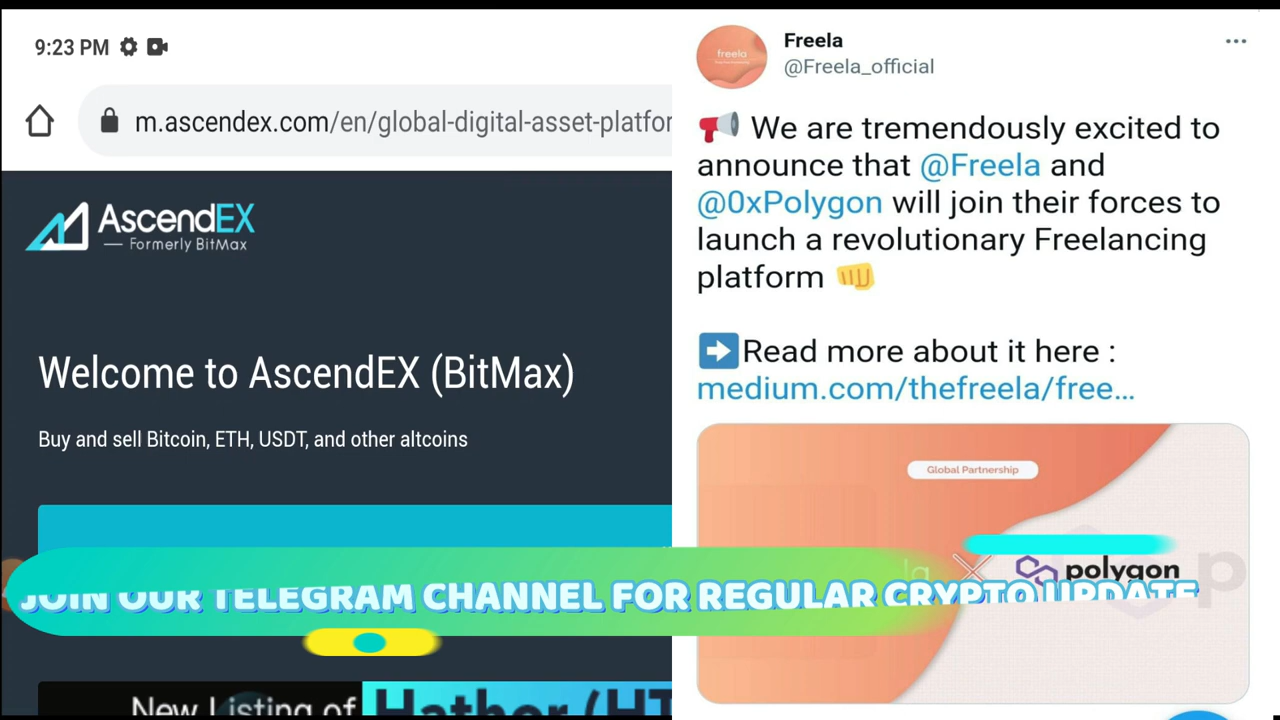 9:23 PM
m.ascendex.com/en/global-digital-asset-platfor
AscendEX
Formerly BitMax
Welcome to AscendEX (BitMax)
Buy and sell Bitcoin, ETH, USDT, and other altcoins
New Listing of Hathor (HT
freela
Freela
@Freela_official
We are tremendously excited to
announce that @Freela and
@0xPolygon will join their forces to
launch a revolutionary Freelancing
platform
Read more about it here :
medium.com/thefreela/free...
Global Partnership
polygon
JOIN OUR TELEGRAM CHANNEL FOR REGULAR CRYPTO UPDATE